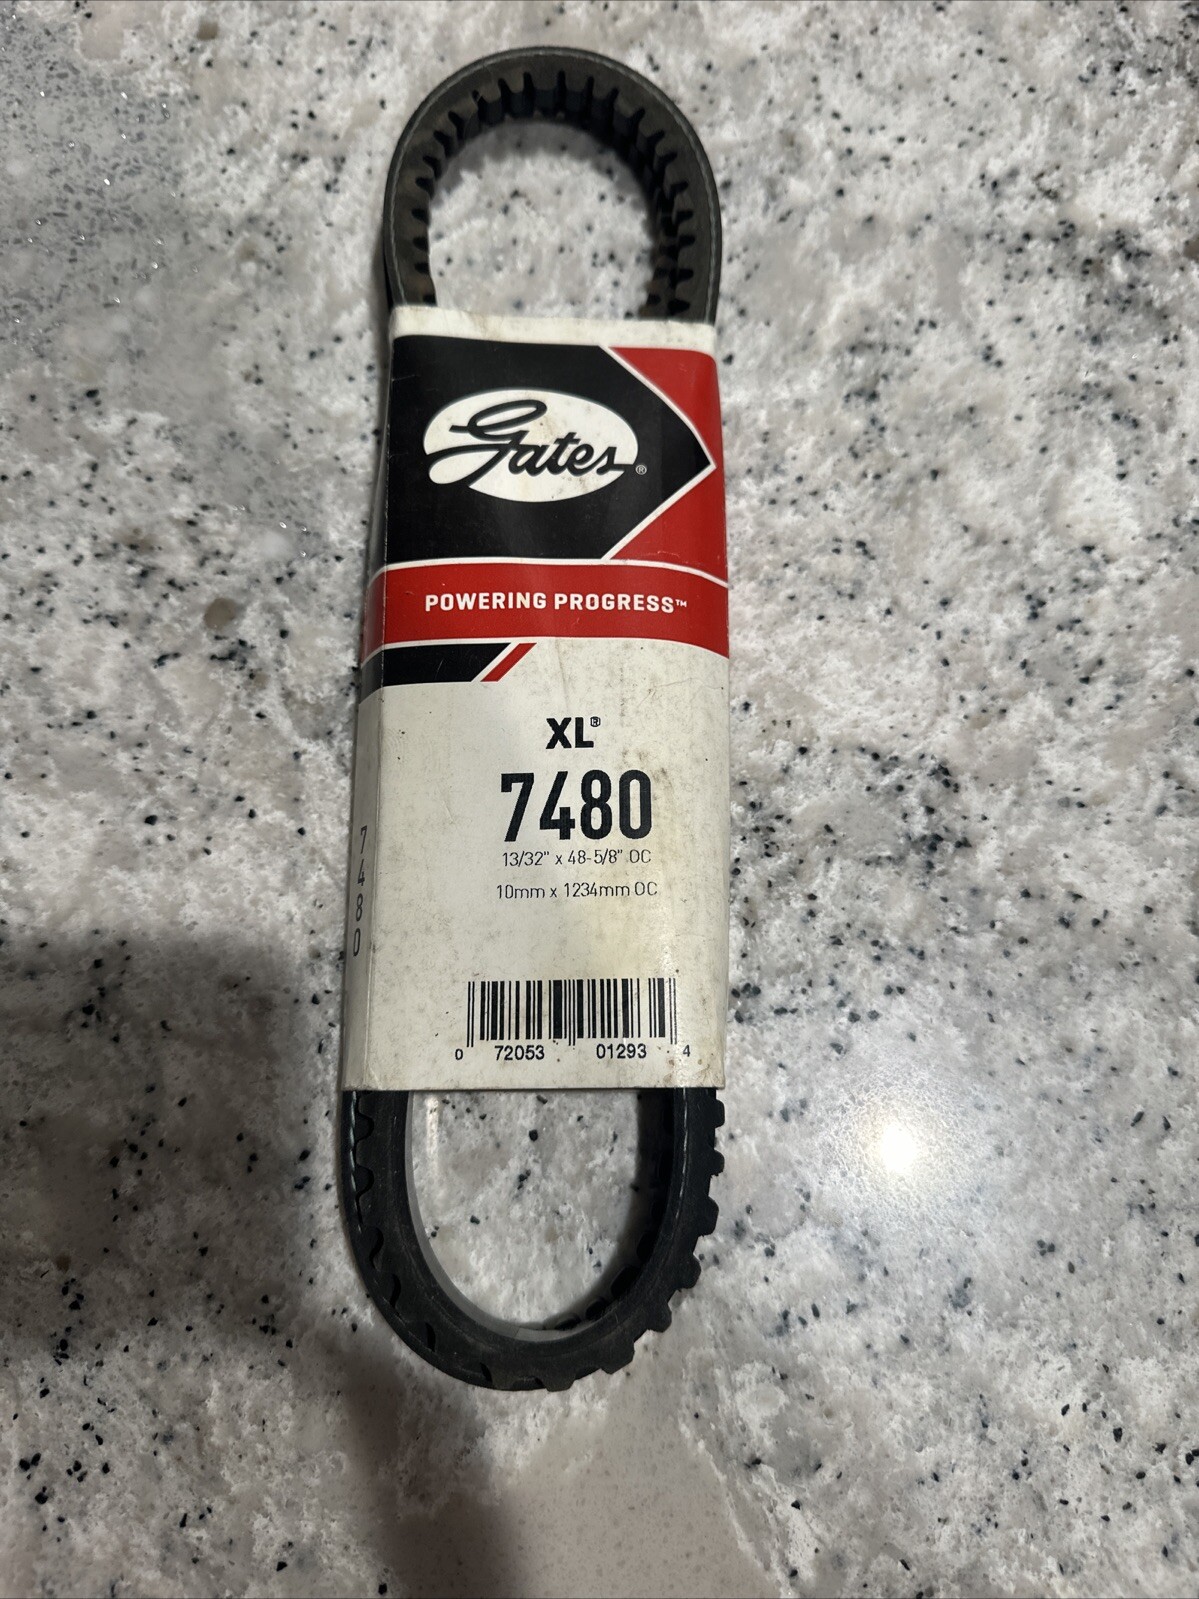 Gates®
POWERING PROGRESS™
XL®
7480
13/32" x 48-5/8" OC
10mm x 1234mm OC
7480
0 72053 01293 4